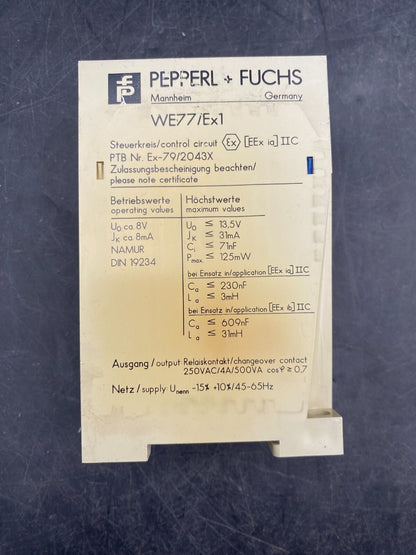 PEPPERL + FUCHS
Mannheim Germany
WE77/Ex1
Steuerkreis/control circuit Ex [EEx ia] IIC
PTB Nr. Ex-79/2043X
Zulassungsbescheinigung beachten/
please note certificate
Betriebswerte
operating values
U₀ ca. 8V
Jₖ ca. 8mA
NAMUR
DIN 19234
Höchstwerte
maximum values
U₀ ≤ 13,5V
Jₖ ≤ 31mA
Cᵢ ≤ 71nF
Pmax ≤ 125mW
bei Einsatz in/application [EEx ia] IIC
Cₐ ≤ 230nF
Lₐ ≤ 3mH
bei Einsatz in/application [EEx ib] IIC
Cₐ ≤ 609nF
Lₐ ≤ 31mH
Ausgang/output: Relaiskontakt/changeover contact
250VAC/4A/500VA cos φ ≥ 0,7
Netz/supply Unenn -15% +10%/45-65Hz